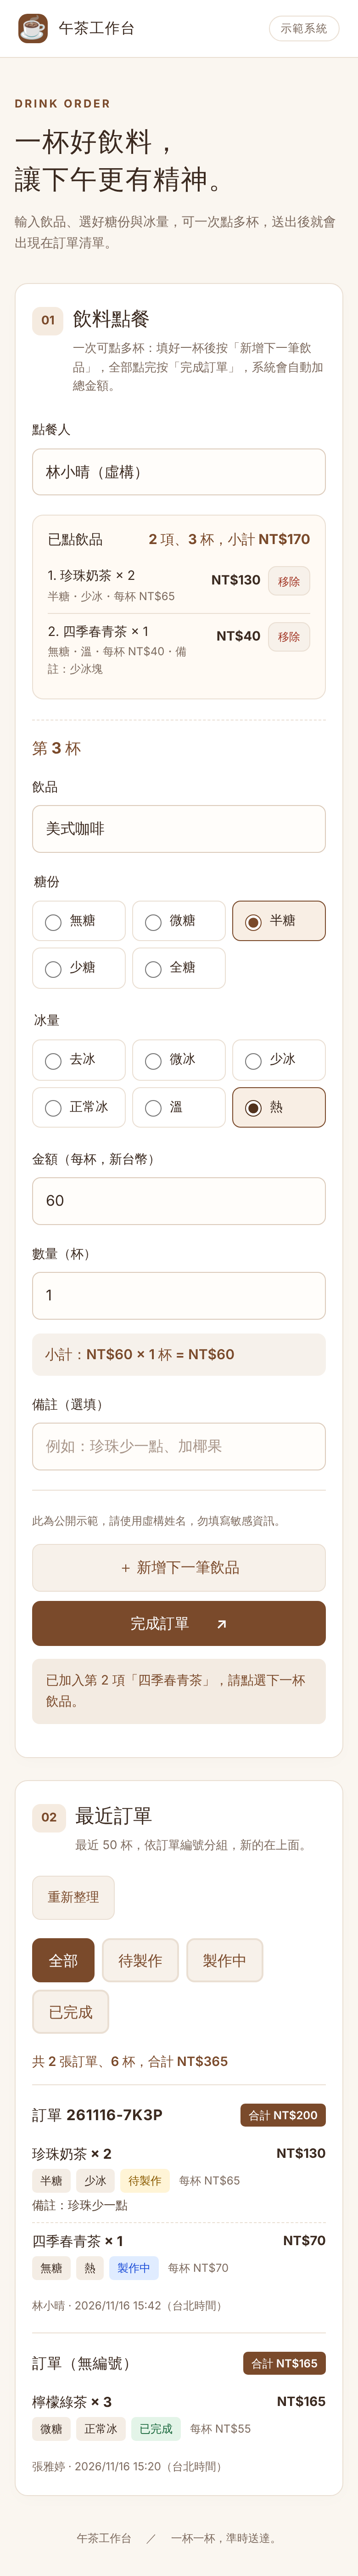 午茶工作台
示範系統
DRINK ORDER
一杯好飲料，
讓下午更有精神。
輸入飲品、選好糖份與冰量，可一次點多杯，送出後就會
出現在訂單清單。
01 飲料點餐
一次可點多杯：填好一杯後按「新增下一筆飲
品」，全部點完按「完成訂單」，系統會自動加
總金額。
點餐人
林小晴（虛構）
已點飲品 2 項、3 杯，小計 NT$170
1. 珍珠奶茶 × 2 NT$130 移除
半糖・少冰・每杯 NT$65
2. 四季春青茶 × 1 NT$40 移除
無糖・溫・每杯 NT$40・備
註：少冰塊
第 3 杯
飲品
美式咖啡
糖份
無糖 微糖 半糖
少糖 全糖
冰量
去冰 微冰 少冰
正常冰 溫 熱
金額（每杯，新台幣）
60
數量（杯）
1
小計：NT$60 × 1 杯 = NT$60
備註（選填）
例如：珍珠少一點、加椰果
此為公開示範，請使用虛構姓名，勿填寫敏感資訊。
＋ 新增下一筆飲品
完成訂單 ↗
已加入第 2 項「四季春青茶」，請點選下一杯
飲品。
02 最近訂單
最近 50 杯，依訂單編號分組，新的在上面。
重新整理
全部 待製作 製作中
已完成
共 2 張訂單、6 杯，合計 NT$365
訂單 261116-7K3P 合計 NT$200
珍珠奶茶 × 2 NT$130
半糖 少冰 待製作 每杯 NT$65
備註：珍珠少一點
四季春青茶 × 1 NT$70
無糖 熱 製作中 每杯 NT$70
林小晴 · 2026/11/16 15:42（台北時間）
訂單（無編號） 合計 NT$165
檸檬綠茶 × 3 NT$165
微糖 正常冰 已完成 每杯 NT$55
張雅婷 · 2026/11/16 15:20（台北時間）
午茶工作台 ／ 一杯一杯，準時送達。